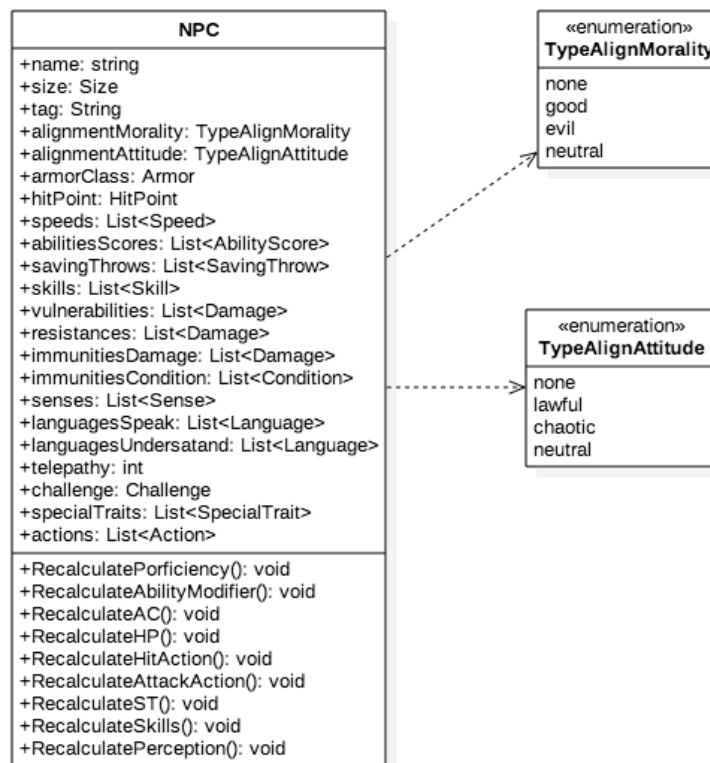 NPC
+name: string
+size: Size
+tag: String
+alignmentMorality: TypeAlignMorality
+alignmentAttitude: TypeAlignAttitude
+armorClass: Armor
+hitPoint: HitPoint
+speeds: List<Speed>
+abilitiesScores: List<AbilityScore>
+savingThrows: List<SavingThrow>
+skills: List<Skill>
+vulnerabilities: List<Damage>
+resistances: List<Damage>
+immunitiesDamage: List<Damage>
+immunitiesCondition: List<Condition>
+senses: List<Sense>
+languagesSpeak: List<Language>
+languagesUndersatand: List<Language>
+telepathy: int
+challenge: Challenge
+specialTraits: List<SpecialTrait>
+actions: List<Action>
+RecalculatePorficiency(): void
+RecalculateAbilityModifier(): void
+RecalculateAC(): void
+RecalculateHP(): void
+RecalculateHitAction(): void
+RecalculateAttackAction(): void
+RecalculateST(): void
+RecalculateSkills(): void
+RecalculatePerception(): void
«enumeration»
TypeAlignMorality
none
good
evil
neutral
«enumeration»
TypeAlignAttitude
none
lawful
chaotic
neutral